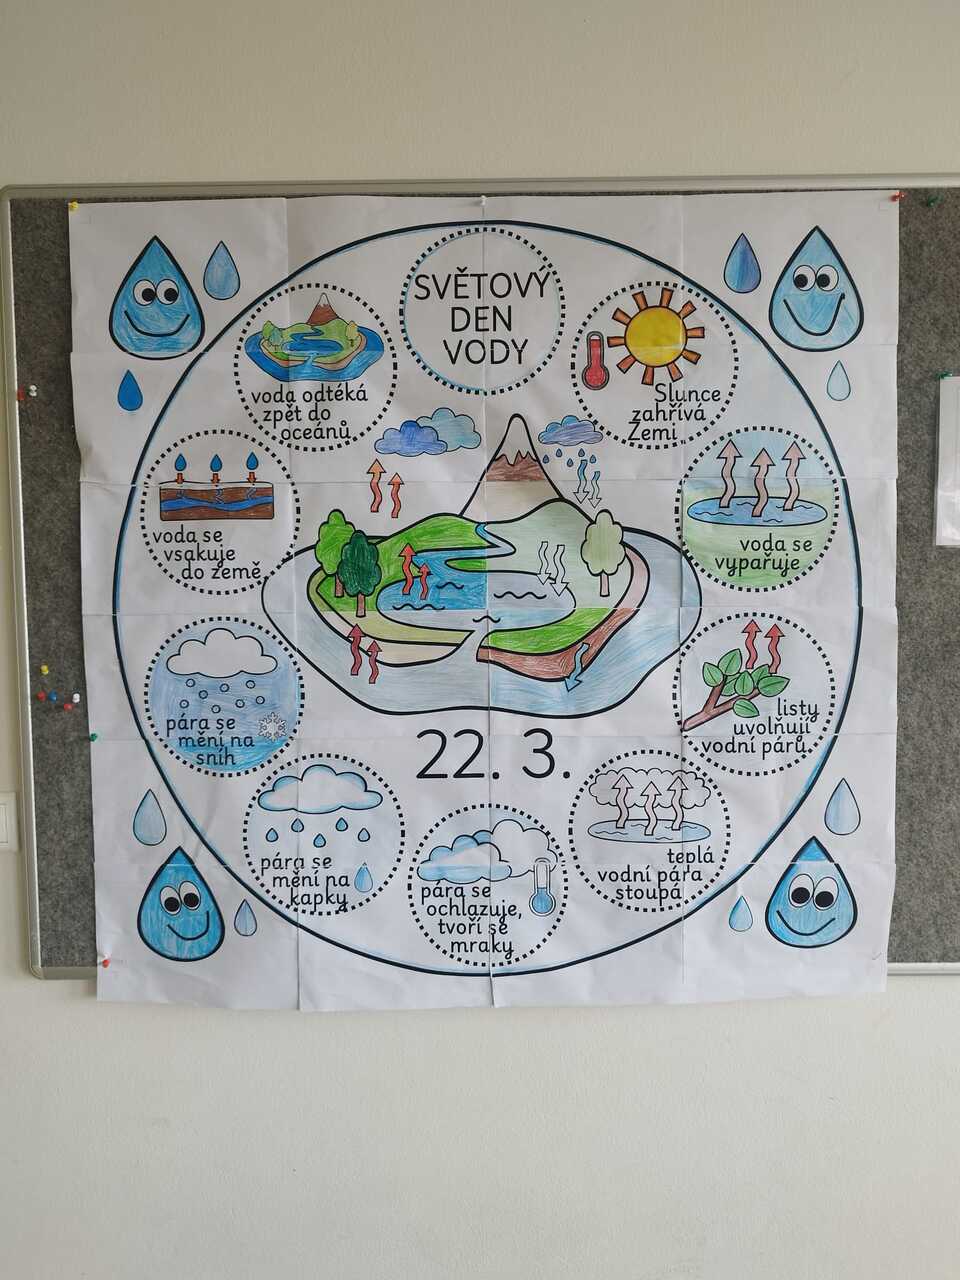 SVĚTOVÝ
DEN
VODY
Slunce
zahřívá
Zemi
voda se
vypařuje
listy
uvolňují
vodní páru.
teplá
vodní pára
stoupá
pára se
ochlazuje,
tvoří se
mraky
pára se
mění na
kapky
pára se
mění na
sníh
voda se
vsakuje
do země
voda odtéká
zpět do
oceánů
22. 3.